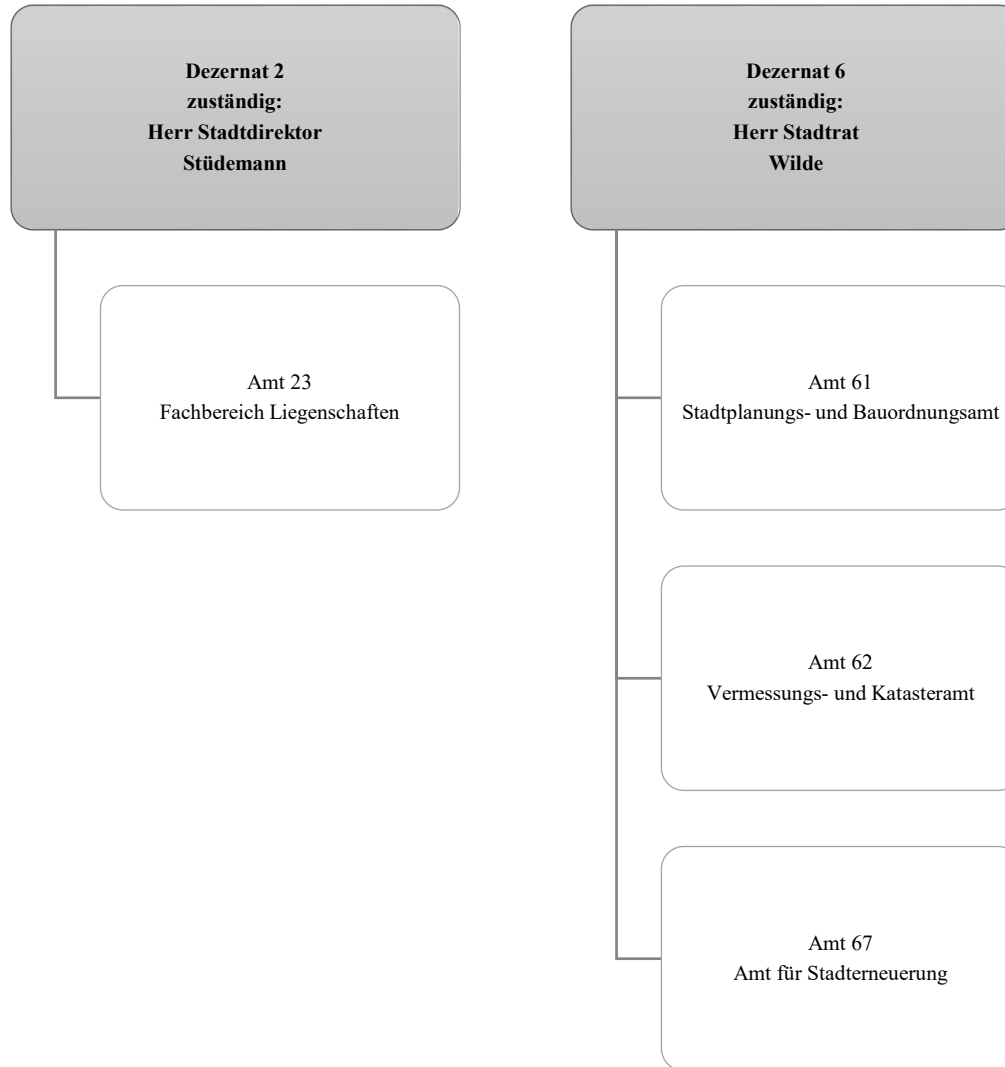 Dezernat 2
zuständig:
Herr Stadtdirektor
Stüdemann
Amt 23
Fachbereich Liegenschaften
Dezernat 6
zuständig:
Herr Stadtrat
Wilde
Amt 61
Stadtplanungs- und Bauordnungsamt
Amt 62
Vermessungs- und Katasteramt
Amt 67
Amt für Stadterneuerung